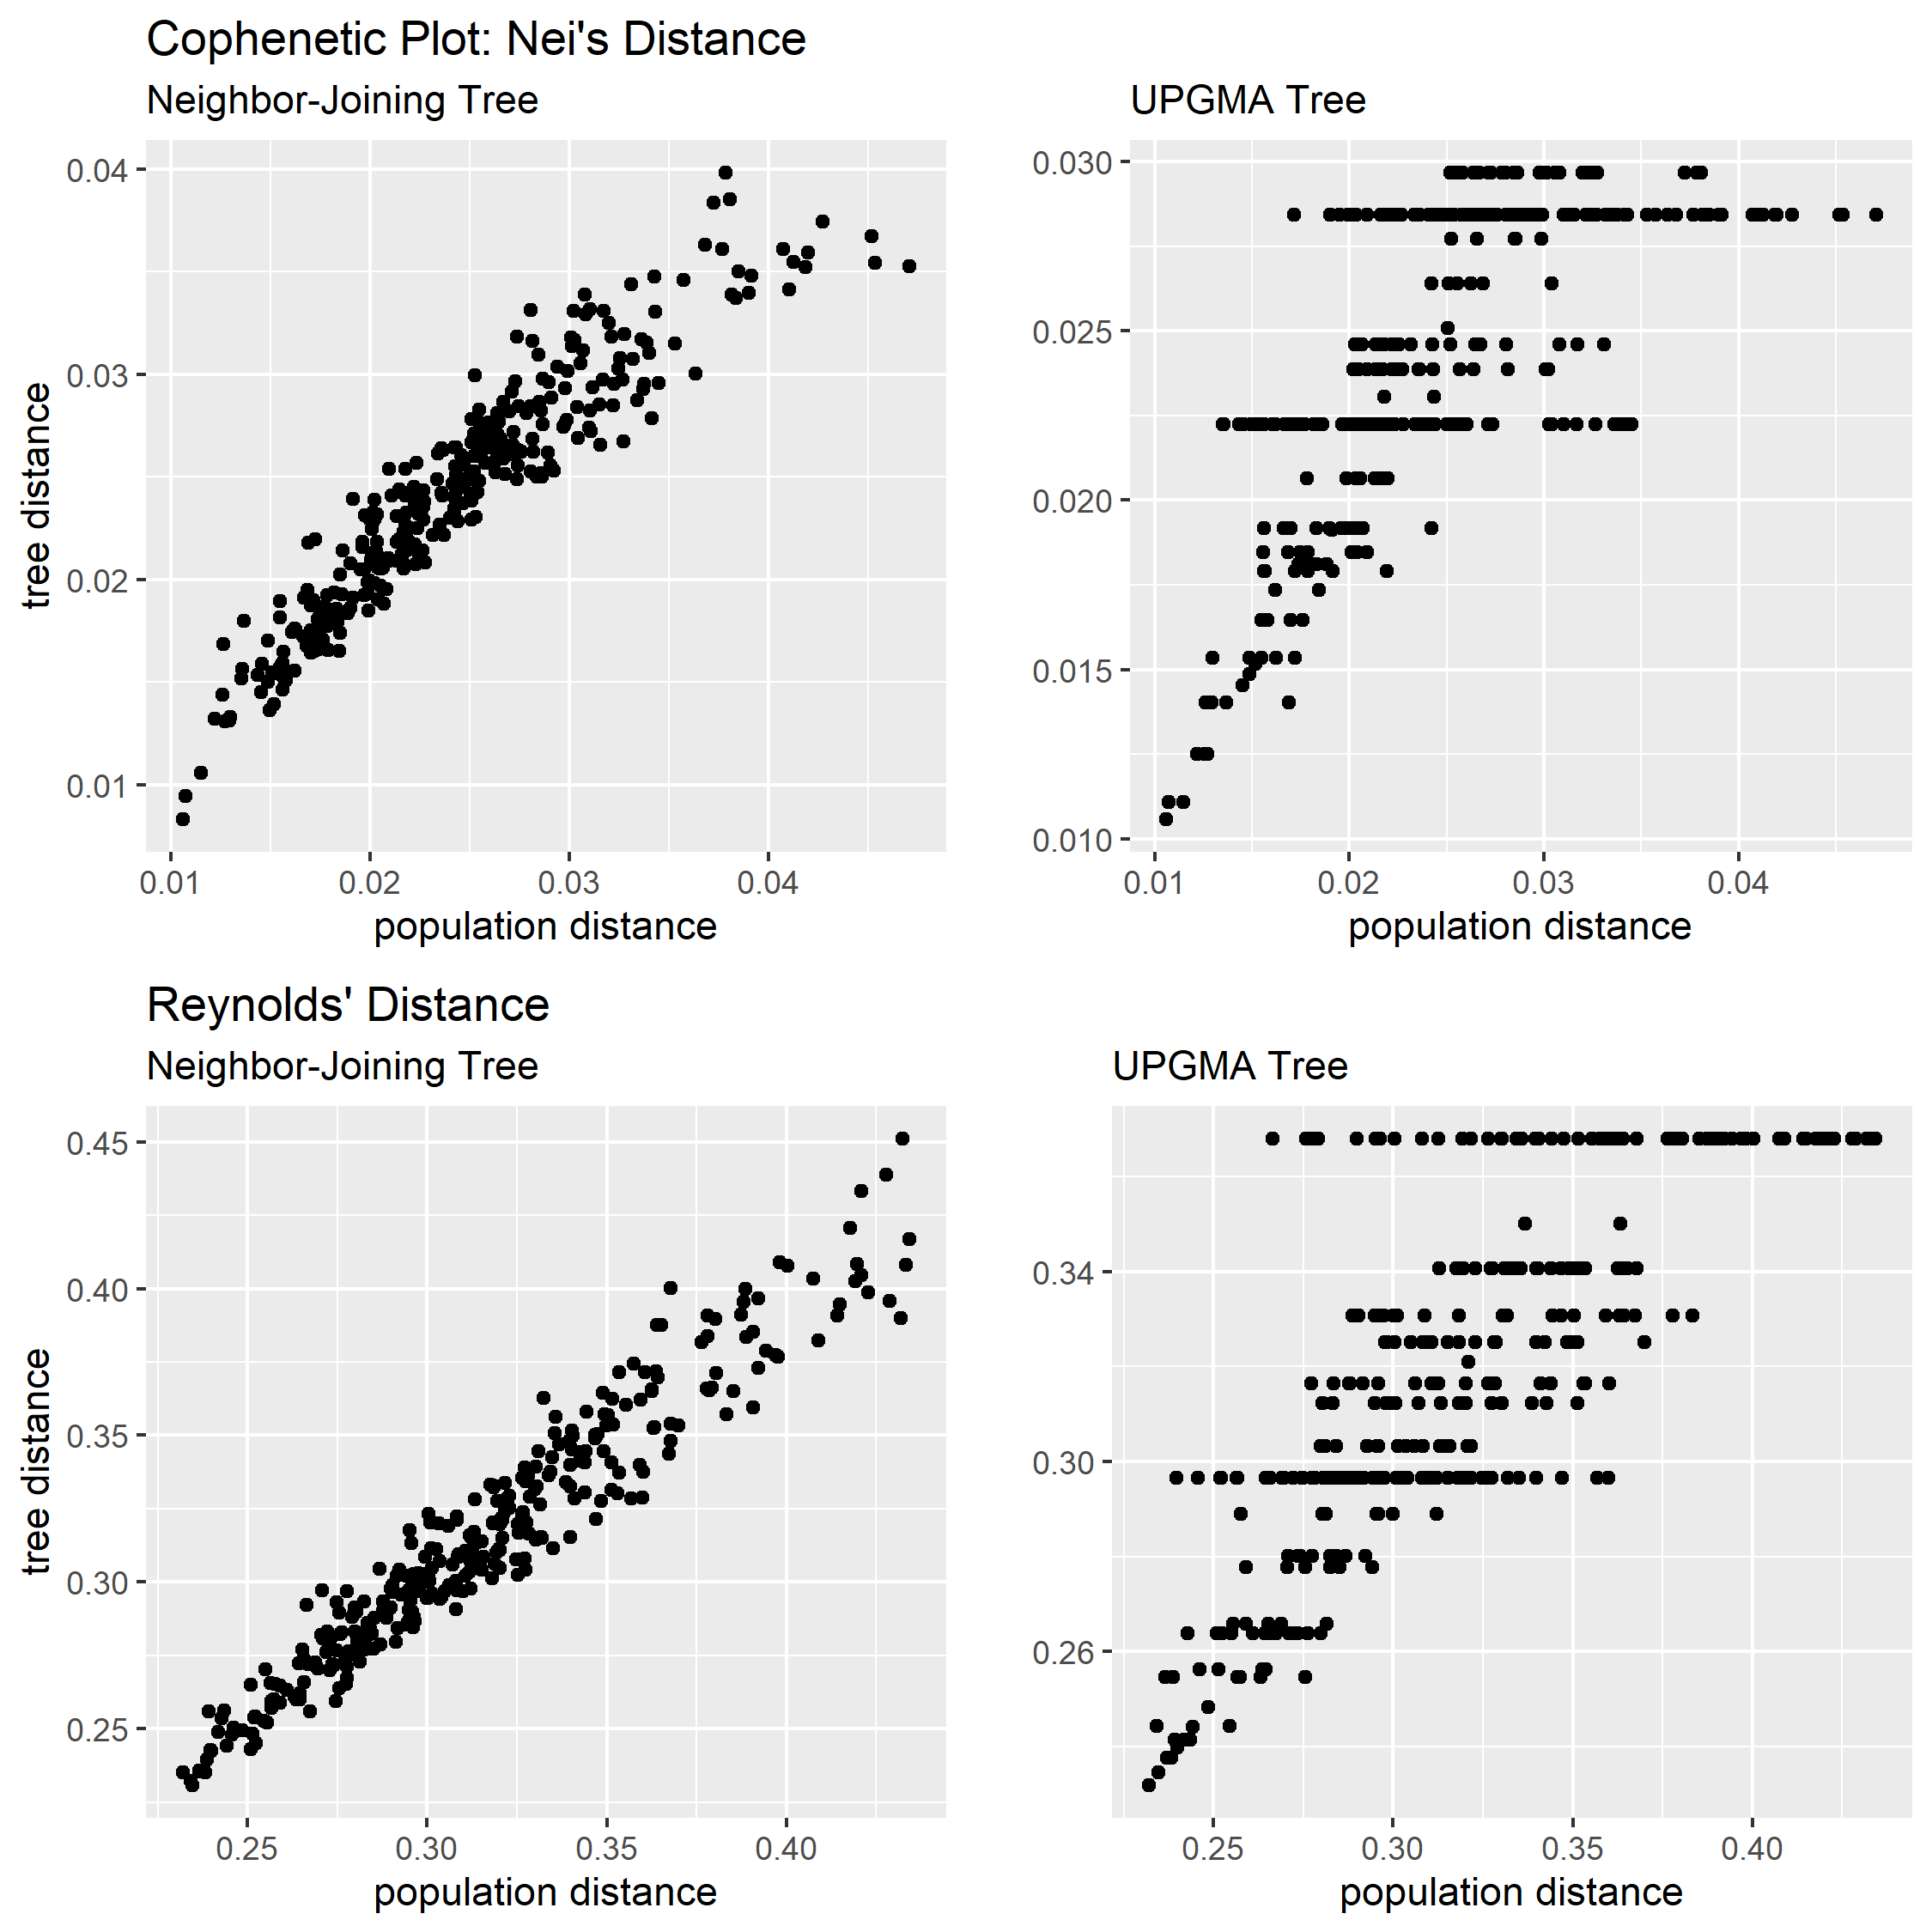 Cophenetic Plot: Nei's Distance
Neighbor-Joining Tree
tree distance
0.04
0.03
0.02
0.01
0.01 0.02 0.03 0.04
population distance
UPGMA Tree
0.030
0.025
0.020
0.015
0.010
0.01 0.02 0.03 0.04
population distance
Reynolds' Distance
Neighbor-Joining Tree
tree distance
0.45
0.40
0.35
0.30
0.25
0.25 0.30 0.35 0.40
population distance
UPGMA Tree
0.34
0.30
0.26
0.25 0.30 0.35 0.40
population distance